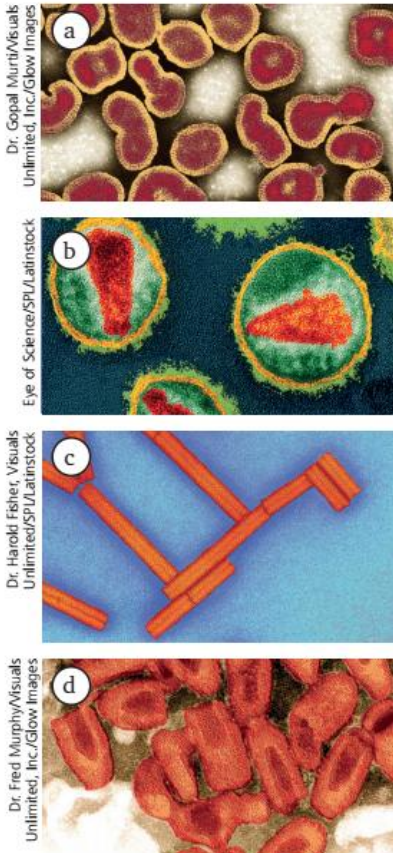 a
Dr. Gopal Murti/Visuals
Unlimited, Inc./Glow Images
b
Eye of Science/SPL/Latinstock
c
Dr. Harold Fisher, Visuals
Unlimited/SPL/Latinstock
d
Dr. Fred Murphy/Visuals
Unlimited, Inc./Glow Images